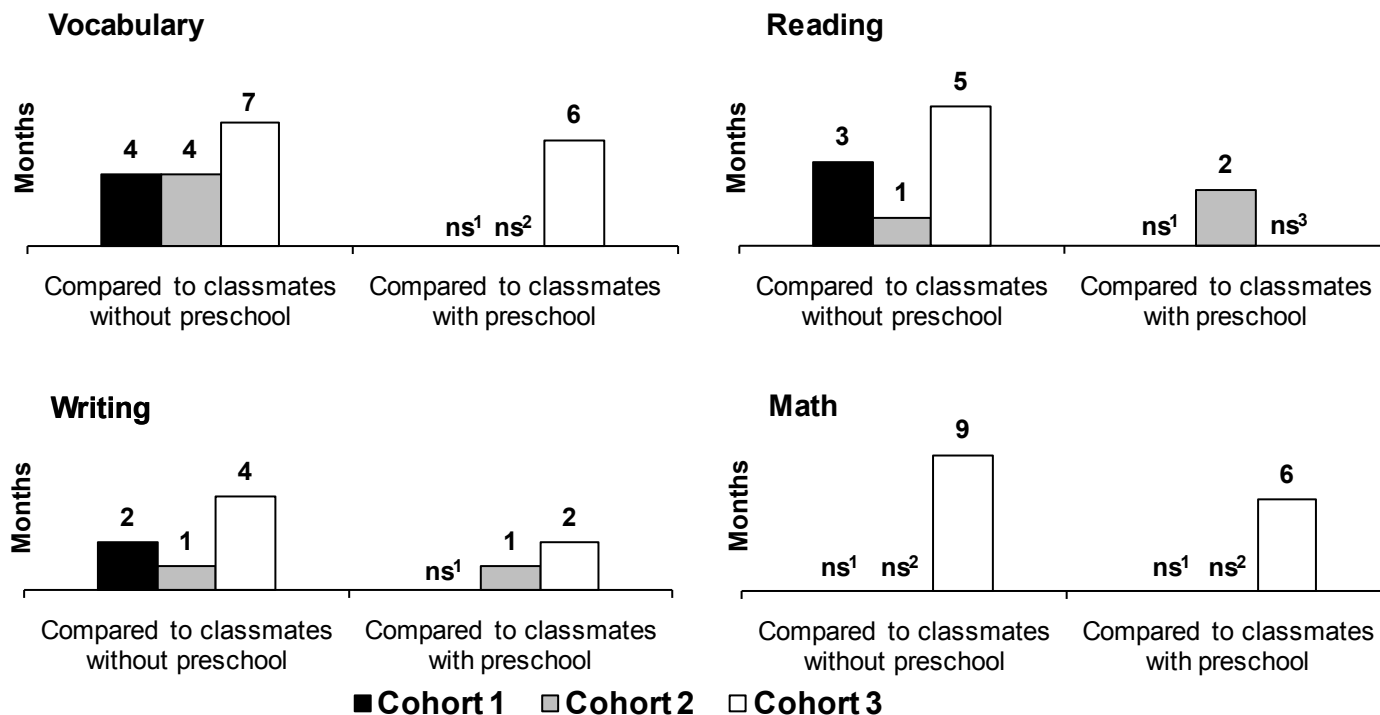 Vocabulary
Months
4
4
7
ns¹
ns²
6
Compared to classmates
without preschool
Compared to classmates
with preschool
Reading
Months
3
1
5
ns¹
2
ns³
Compared to classmates
without preschool
Compared to classmates
with preschool
Writing
Months
2
1
4
ns¹
1
2
Compared to classmates
without preschool
Compared to classmates
with preschool
Math
Months
ns¹
ns²
9
ns¹
ns²
6
Compared to classmates
without preschool
Compared to classmates
with preschool
Cohort 1
Cohort 2
Cohort 3